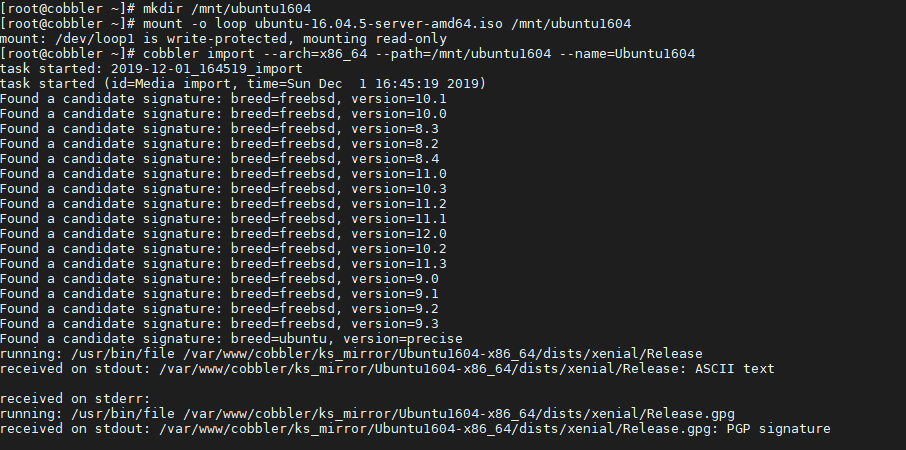 [root@cobbler ~]# mkdir /mnt/ubuntu1604
[root@cobbler ~]# mount -o loop ubuntu-16.04.5-server-amd64.iso /mnt/ubuntu1604
mount: /dev/loop1 is write-protected, mounting read-only
[root@cobbler ~]# cobbler import --arch=x86_64 --path=/mnt/ubuntu1604 --name=Ubuntu1604
task started: 2019-12-01_164519_import
task started (id=Media import, time=Sun Dec  1 16:45:19 2019)
Found a candidate signature: breed=freebsd, version=10.1
Found a candidate signature: breed=freebsd, version=10.0
Found a candidate signature: breed=freebsd, version=8.3
Found a candidate signature: breed=freebsd, version=8.2
Found a candidate signature: breed=freebsd, version=8.4
Found a candidate signature: breed=freebsd, version=11.0
Found a candidate signature: breed=freebsd, version=10.3
Found a candidate signature: breed=freebsd, version=11.2
Found a candidate signature: breed=freebsd, version=11.1
Found a candidate signature: breed=freebsd, version=12.0
Found a candidate signature: breed=freebsd, version=10.2
Found a candidate signature: breed=freebsd, version=11.3
Found a candidate signature: breed=freebsd, version=9.0
Found a candidate signature: breed=freebsd, version=9.1
Found a candidate signature: breed=freebsd, version=9.2
Found a candidate signature: breed=freebsd, version=9.3
Found a candidate signature: breed=ubuntu, version=precise
running: /usr/bin/file /var/www/cobbler/ks_mirror/Ubuntu1604-x86_64/dists/xenial/Release
received on stdout: /var/www/cobbler/ks_mirror/Ubuntu1604-x86_64/dists/xenial/Release: ASCII text

received on stderr:
running: /usr/bin/file /var/www/cobbler/ks_mirror/Ubuntu1604-x86_64/dists/xenial/Release.gpg
received on stdout: /var/www/cobbler/ks_mirror/Ubuntu1604-x86_64/dists/xenial/Release.gpg: PGP signature